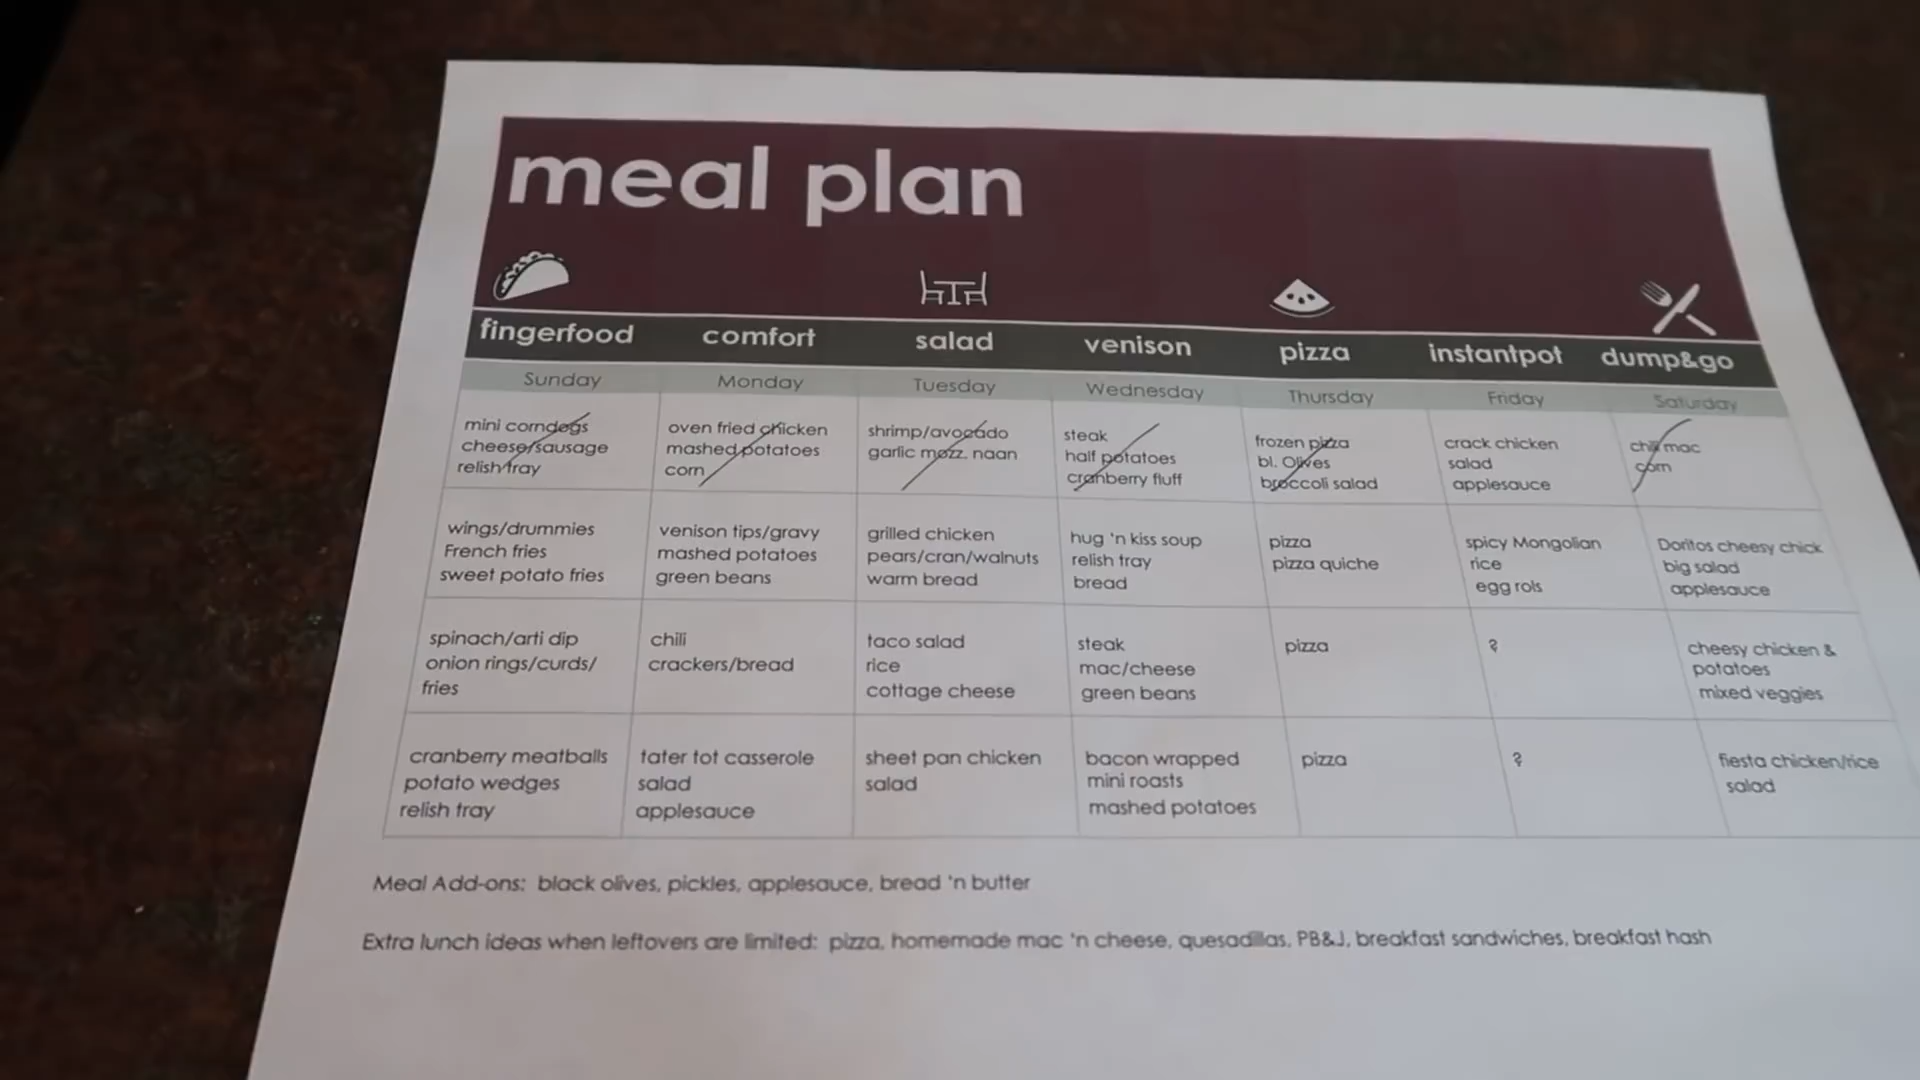 meal plan
fingerfood comfort salad venison pizza instantpot dump&go
Sunday Monday Tuesday Wednesday Thursday Friday Saturday
mini corndogs
cheese/sausage
relish tray
oven fried chicken
mashed potatoes
corn
shrimp/avocado
garlic mozz. naan
steak
half potatoes
cranberry fluff
frozen pizza
bl. Olives
broccoli salad
crack chicken
salad
applesauce
chili mac
corn
wings/drummies
French fries
sweet potato fries
venison tips/gravy
mashed potatoes
green beans
grilled chicken
pears/cran/walnuts
warm bread
hug 'n kiss soup
relish tray
bread
pizza
pizza quiche
spicy Mongolian
rice
egg rols
Doritos cheesy chick
big salad
applesauce
spinach/arti dip
onion rings/curds/
fries
chili
crackers/bread
taco salad
rice
cottage cheese
steak
mac/cheese
green beans
pizza
?
cheesy chicken &
potatoes
mixed veggies
cranberry meatballs
potato wedges
relish tray
tater tot casserole
salad
applesauce
sheet pan chicken
salad
bacon wrapped
mini roasts
mashed potatoes
pizza
?
fiesta chicken/rice
salad
Meal Add-ons: black olives, pickles, applesauce, bread 'n butter
Extra lunch ideas when leftovers are limited: pizza, homemade mac 'n cheese, quesadillas, PB&J, breakfast sandwiches, breakfast hash